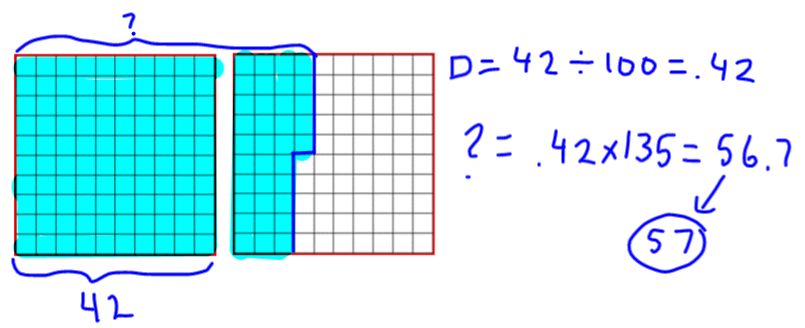 ?
42
□ = 42 ÷ 100 = .42
? = .42 × 135 = 56.7
57